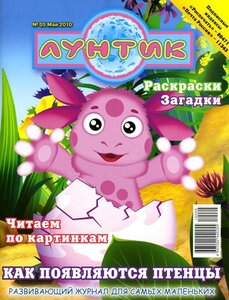 № 05 Май 2010
ЛУНТИК
Раскраски
Загадки
Читаем
по картинкам
КАК ПОЯВЛЯЮТСЯ ПТЕНЦЫ
РАЗВИВАЮЩИЙ ЖУРНАЛ ДЛЯ САМЫХ МАЛЕНЬКИХ